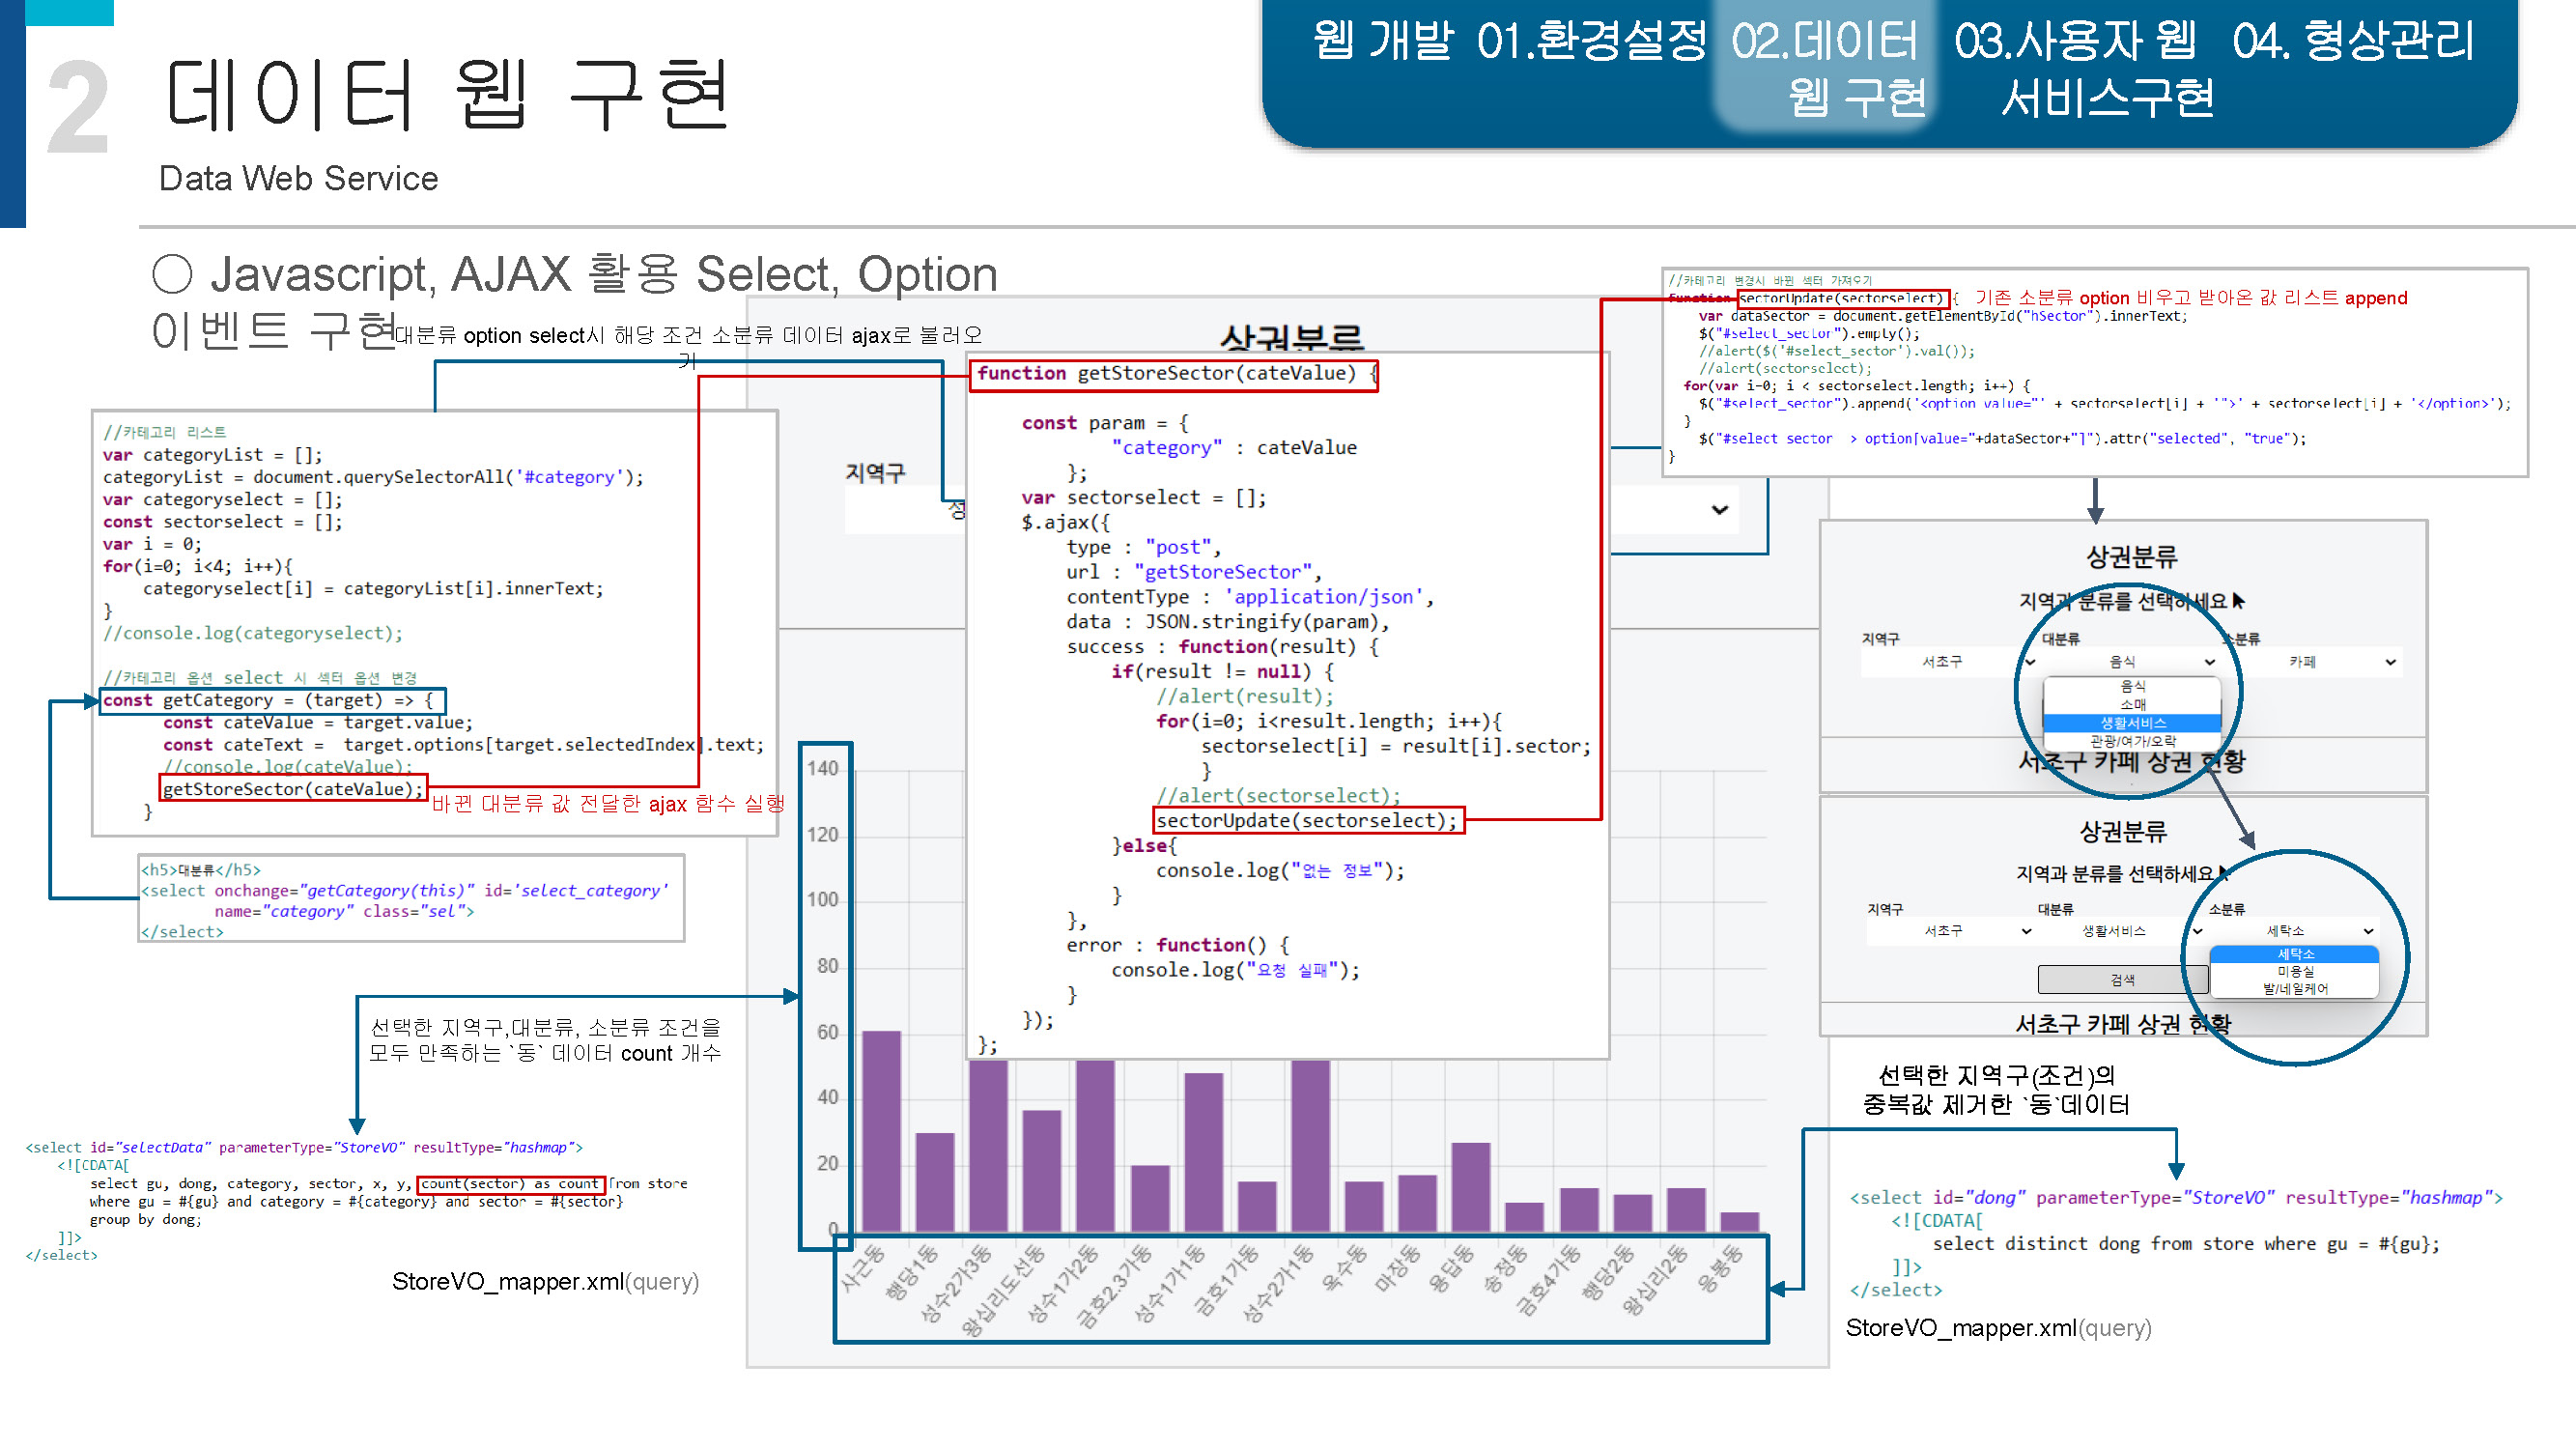 2
데이터 웹 구현
Data Web Service
웹 개발 01.환경설정 02.데이터 03.사용자 웹 04. 형상관리
웹 구현 서비스구현
○ Javascript, AJAX 활용 Select, Option
이벤트 구현
대분류 option select시 해당 조건 소분류 데이터 ajax로 불러오
기
//카테고리 리스트
var categoryList = [];
categoryList = document.querySelectorAll('#category');
var categoryselect = [];
const sectorselect = [];
var i = 0;
for(i=0; i<4; i++){
categoryselect[i] = categoryList[i].innerText;
}
//console.log(categoryselect);
//카테고리 옵션 select 시 섹터 옵션 변경
const getCategory = (target) => {
const cateValue = target.value;
const cateText = target.options[target.selectedIndex].text;
//console.log(cateValue);
getStoreSector(cateValue);
}
바뀐 대분류 값 전달한 ajax 함수 실행
<h5>대분류</h5>
<select onchange="getCategory(this)" id='select_category'
name="category" class="sel">
</select>
선택한 지역구,대분류, 소분류 조건을
모두 만족하는 `동` 데이터 count 개수
<select id="selectData" parameterType="StoreVO" resultType="hashmap">
<![CDATA[
select gu, dong, category, sector, x, y, count(sector) as count from store
where gu = #{gu} and category = #{category} and sector = #{sector}
group by dong;
]]>
</select>
StoreVO_mapper.xml(query)
상권분류
지역구
function getStoreSector(cateValue) {
const param = {
"category" : cateValue
};
var sectorselect = [];
$.ajax({
type : "post",
url : "getStoreSector",
contentType : 'application/json',
data : JSON.stringify(param),
success : function(result) {
if(result != null) {
//alert(result);
for(i=0; i<result.length; i++){
sectorselect[i] = result[i].sector;
}
//alert(sectorselect);
sectorUpdate(sectorselect);
}else{
console.log("없는 정보");
}
},
error : function() {
console.log("요청 실패");
}
});
};
140
120
100
80
60
40
20
0
사근동
행당1동
성수2가3동
왕십리도선동
성수1가2동
금호2.3가동
성수1가1동
금호1가동
성수2가1동
옥수동
마장동
용답동
송정동
금호4가동
행당2동
왕십리2동
응봉동
//카테고리 변경시 바뀐 섹터 가져오기
function sectorUpdate(sectorselect) { 기존 소분류 option 비우고 받아온 값 리스트 append
var dataSector = document.getElementById("hSector").innerText;
$("#select_sector").empty();
//alert($('#select_sector').val());
//alert(sectorselect);
for(var i=0; i < sectorselect.length; i++) {
$("#select_sector").append('<option value="' + sectorselect[i] + '">' + sectorselect[i] + '</option>');
}
$("#select_sector > option[value="+dataSector+"]").attr("selected", "true");
}
상권분류
지역과 분류를 선택하세요
지역구 대분류 소분류
서초구 음식 카페
음식
소매
생활서비스
관광/여가/오락
서초구 카페 상권 현황
상권분류
지역과 분류를 선택하세요
지역구 대분류 소분류
서초구 생활서비스 세탁소
세탁소
미용실
발/네일케어
검색
서초구 카페 상권 현황
선택한 지역구(조건)의
중복값 제거한 `동`데이터
<select id="dong" parameterType="StoreVO" resultType="hashmap">
<![CDATA[
select distinct dong from store where gu = #{gu};
]]>
</select>
StoreVO_mapper.xml(query)